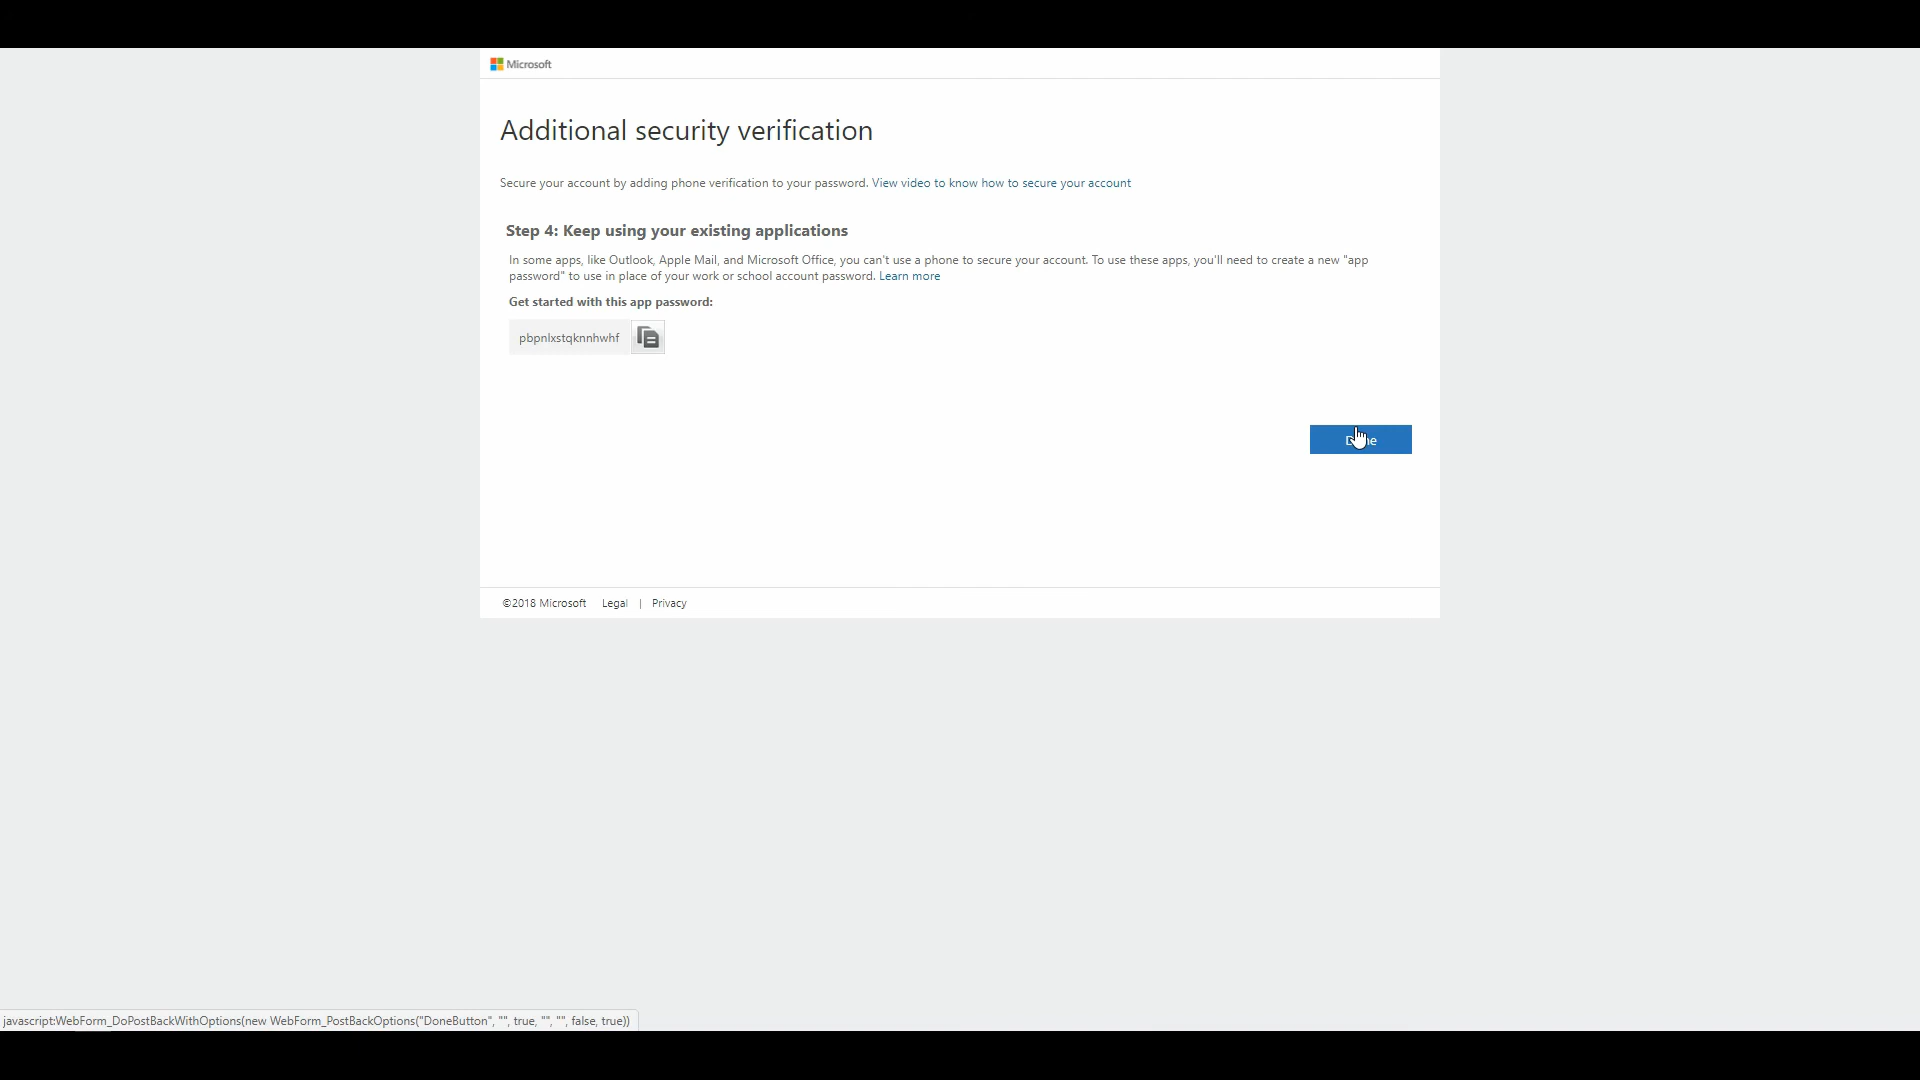 Microsoft
Additional security verification
Secure your account by adding phone verification to your password. View video to know how to secure your account
Step 4: Keep using your existing applications
In some apps, like Outlook, Apple Mail, and Microsoft Office, you can't use a phone to secure your account. To use these apps, you'll need to create a new "app
password" to use in place of your work or school account password. Learn more
Get started with this app password:
pbpnlxstqknnhwhf
©2018 Microsoft Legal | Privacy
javascript:WebForm_DoPostBackWithOptions(new WebForm_PostBackOptions("DoneButton", "", true, "", "", false, true))